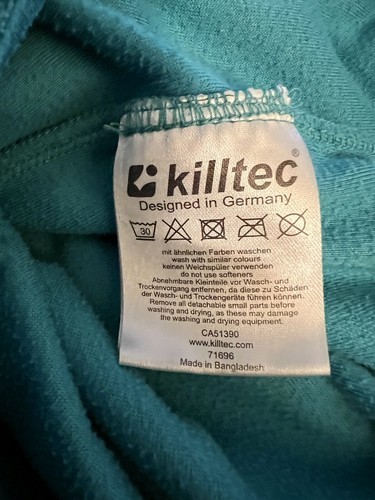 killtec®
Designed in Germany
30
mit ähnlichen Farben waschen
wash with similar colours
keinen Weichspüler verwenden
do not use softeners
Abnehmbare Kleinteile vor Wasch- und
Trockenvorgang entfernen, da diese zu Schäden
der Wasch- und Trockengeräte führen können.
Remove all detachable small parts before
washing and drying, as these may damage
the washing and drying equipment.
CA51390
www.killtec.com
71696
Made in Bangladesh